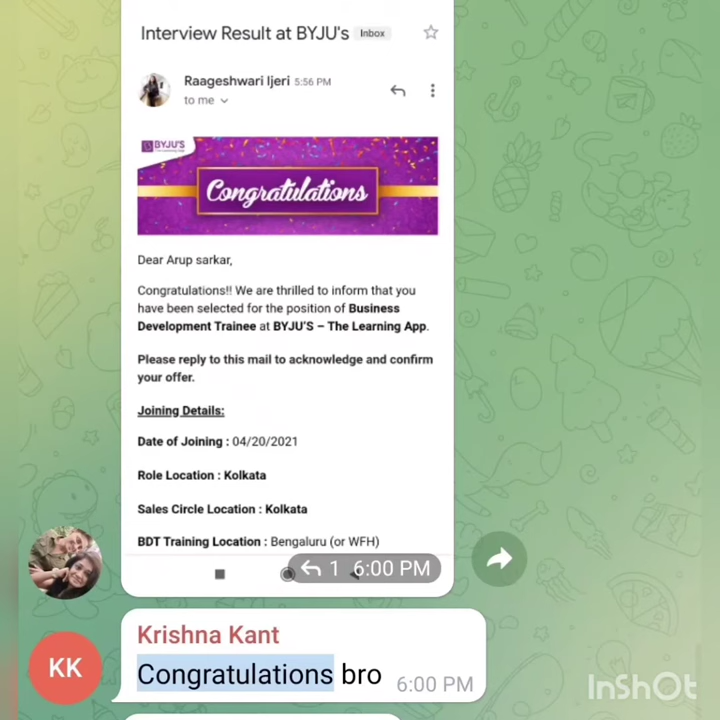 Interview Result at BYJU's Inbox
Raageshwari Ijeri 5:56 PM
to me
BYJU'S
The Learning App
Congratulations
Dear Arup sarkar,
Congratulations!! We are thrilled to inform that you
have been selected for the position of Business
Development Trainee at BYJU'S – The Learning App.
Please reply to this mail to acknowledge and confirm
your offer.
Joining Details:
Date of Joining : 04/20/2021
Role Location : Kolkata
Sales Circle Location : Kolkata
BDT Training Location : Bengaluru (or WFH)
1 6:00 PM
Krishna Kant
KK
Congratulations bro 6:00 PM
InShOt